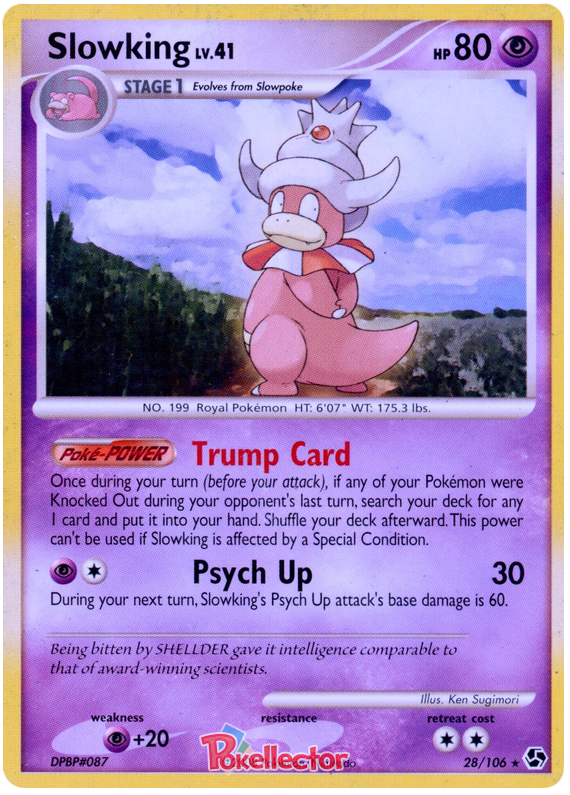 Slowking LV.41 HP 80
STAGE 1 Evolves from Slowpoke
NO. 199 Royal Pokémon HT: 6'07" WT: 175.3 lbs.
Poké-POWER Trump Card
Once during your turn (before your attack), if any of your Pokémon were
Knocked Out during your opponent's last turn, search your deck for any
1 card and put it into your hand. Shuffle your deck afterward. This power
can't be used if Slowking is affected by a Special Condition.
Psych Up 30
During your next turn, Slowking's Psych Up attack's base damage is 60.
Being bitten by SHELLDER gave it intelligence comparable to
that of award-winning scientists.
Illus. Ken Sugimori
weakness resistance retreat cost
+20
DPBP#087 Pokellector 28/106